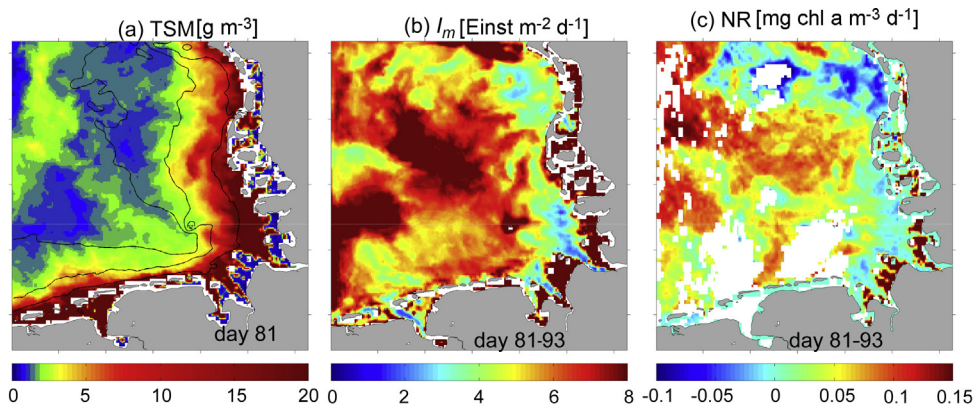 (a) TSM[g m-3]
(b) Im [Einst m-2 d-1]
(c) NR [mg chl a m-3 d-1]
day 81
day 81-93
day 81-93
0 5 10 15 20
0 2 4 6 8
-0.1 -0.05 0 0.05 0.1 0.15